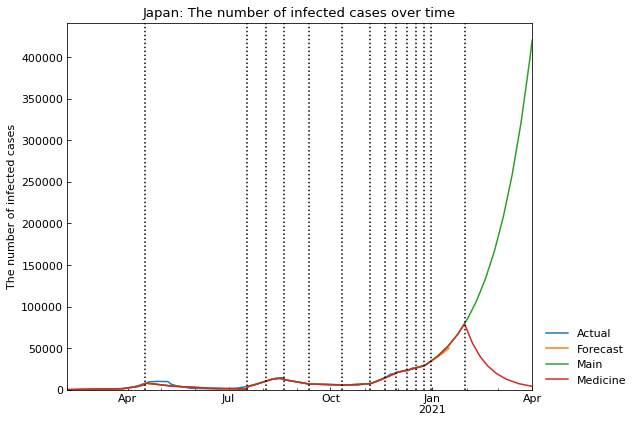 Japan: The number of infected cases over time
The number of infected cases
400000
350000
300000
250000
200000
150000
100000
50000
0
Apr
Jul
Oct
Jan
2021
Apr
Actual
Forecast
Main
Medicine